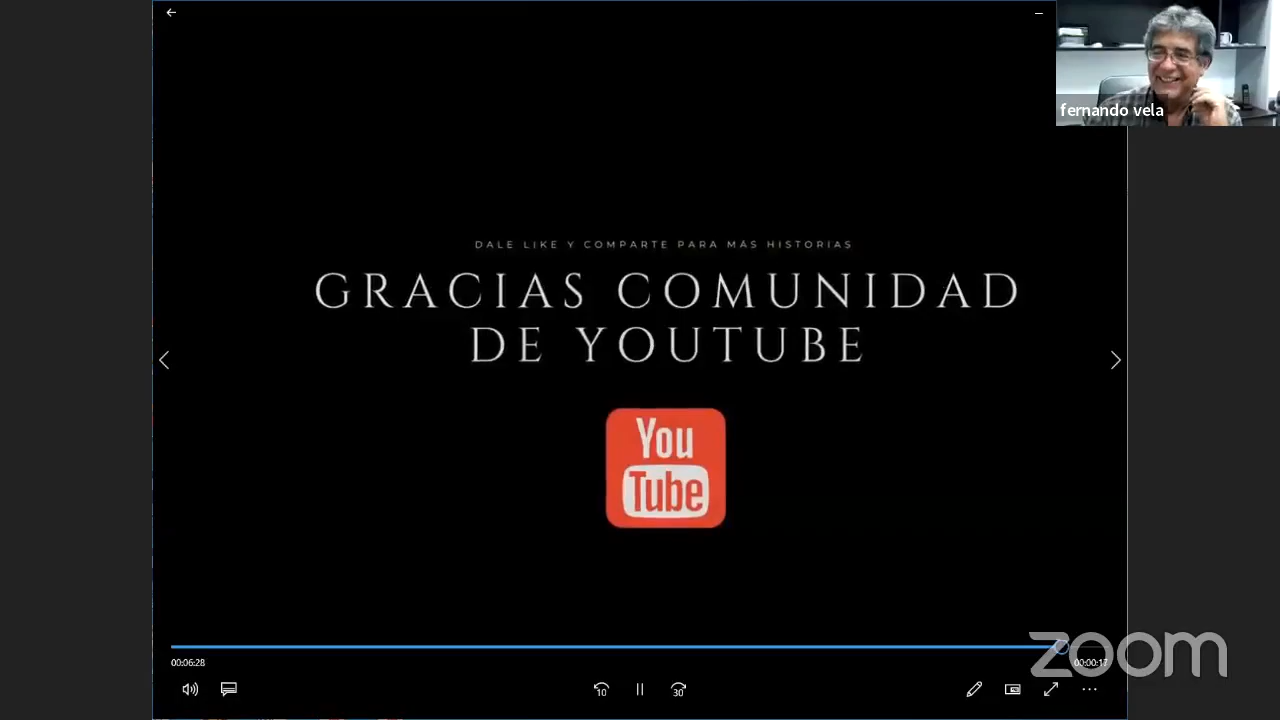 fernando vela
DALE LIKE Y COMPARTE PARA MÁS HISTORIAS
GRACIAS COMUNIDAD
DE YOUTUBE
You
Tube
00:06:28
00:00:17
10
30
zoom